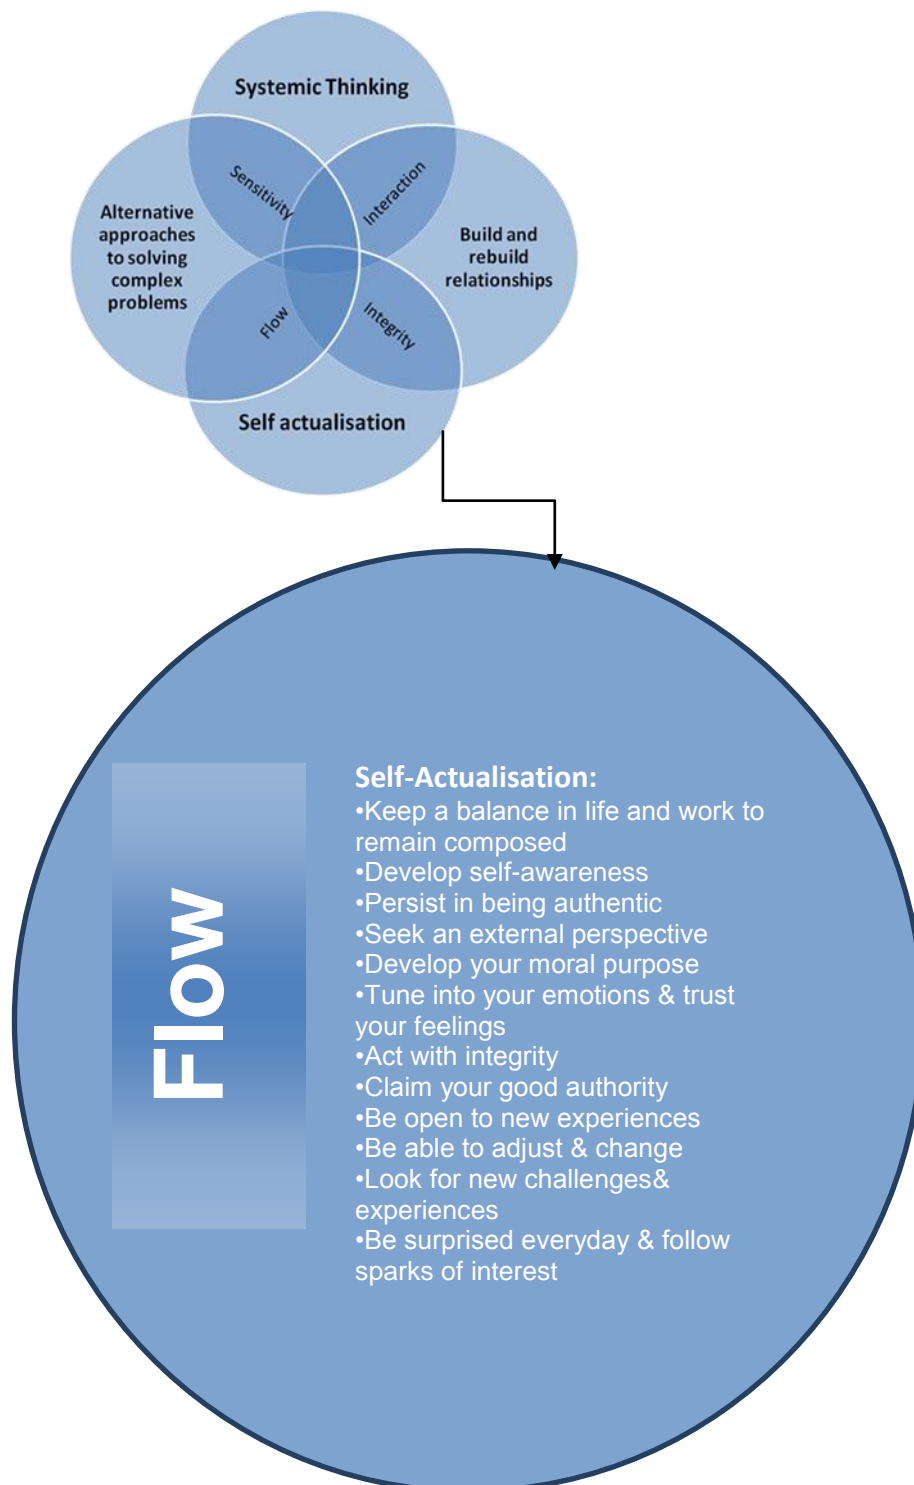 Systemic Thinking
Sensitivity
Interaction
Alternative
approaches
to solving
complex
problems
Build and
rebuild
relationships
Flow
Integrity
Self actualisation
Flow
Self-Actualisation:
•Keep a balance in life and work to
remain composed
•Develop self-awareness
•Persist in being authentic
•Seek an external perspective
•Develop your moral purpose
•Tune into your emotions & trust
your feelings
•Act with integrity
•Claim your good authority
•Be open to new experiences
•Be able to adjust & change
•Look for new challenges&
experiences
•Be surprised everyday & follow
sparks of interest